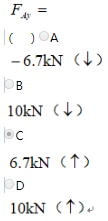 F_Ay =
( ) A
－6.7kN （↓）
B
10kN （↓）
C
6.7kN （↑）
D
10kN （↑）↵